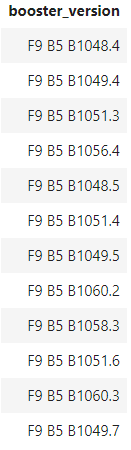 booster_version
F9 B5 B1048.4
F9 B5 B1049.4
F9 B5 B1051.3
F9 B5 B1056.4
F9 B5 B1048.5
F9 B5 B1051.4
F9 B5 B1049.5
F9 B5 B1060.2
F9 B5 B1058.3
F9 B5 B1051.6
F9 B5 B1060.3
F9 B5 B1049.7